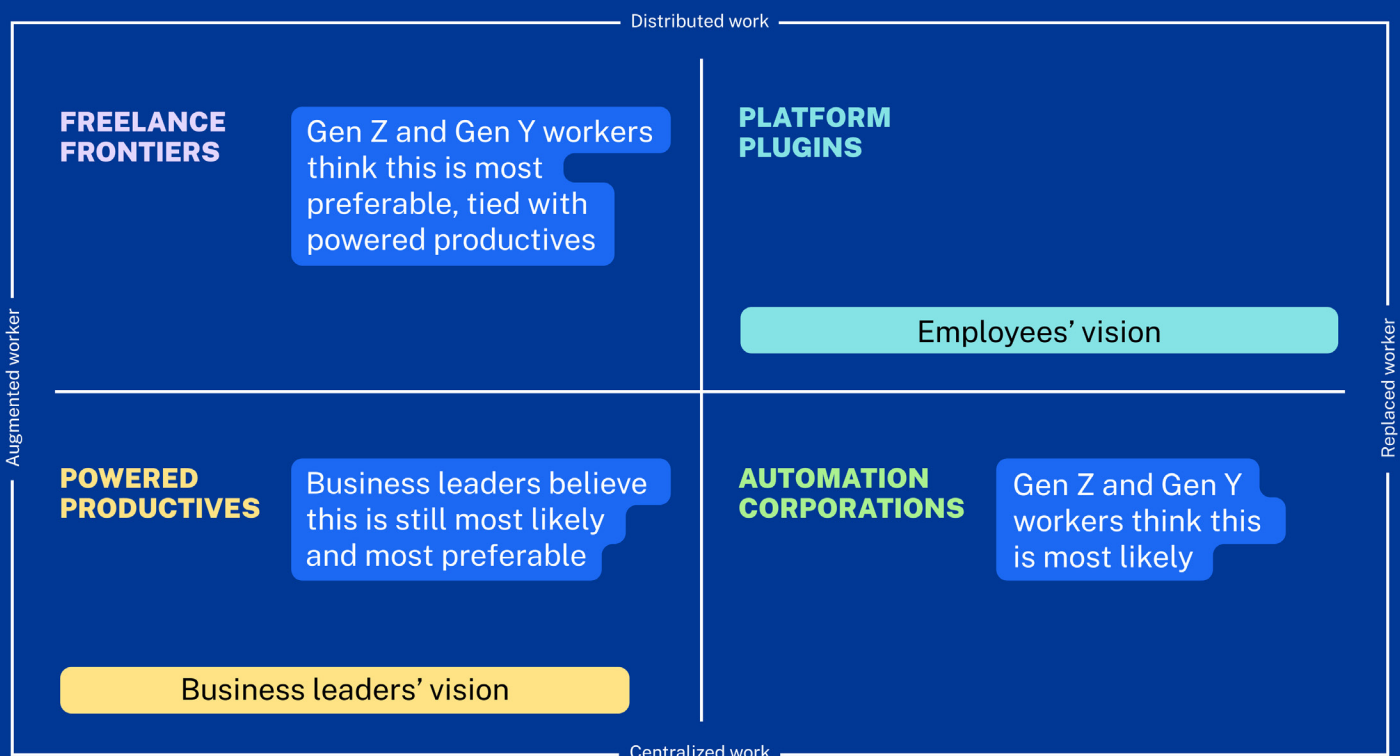 Distributed work
FREELANCE
FRONTIERS
Gen Z and Gen Y workers
think this is most
preferable, tied with
powered productives
PLATFORM
PLUGINS
Employees’ vision
Augmented worker
Replaced worker
POWERED
PRODUCTIVES
Business leaders believe
this is still most likely
and most preferable
Business leaders’ vision
AUTOMATION
CORPORATIONS
Gen Z and Gen Y
workers think this
is most likely
Centralized work